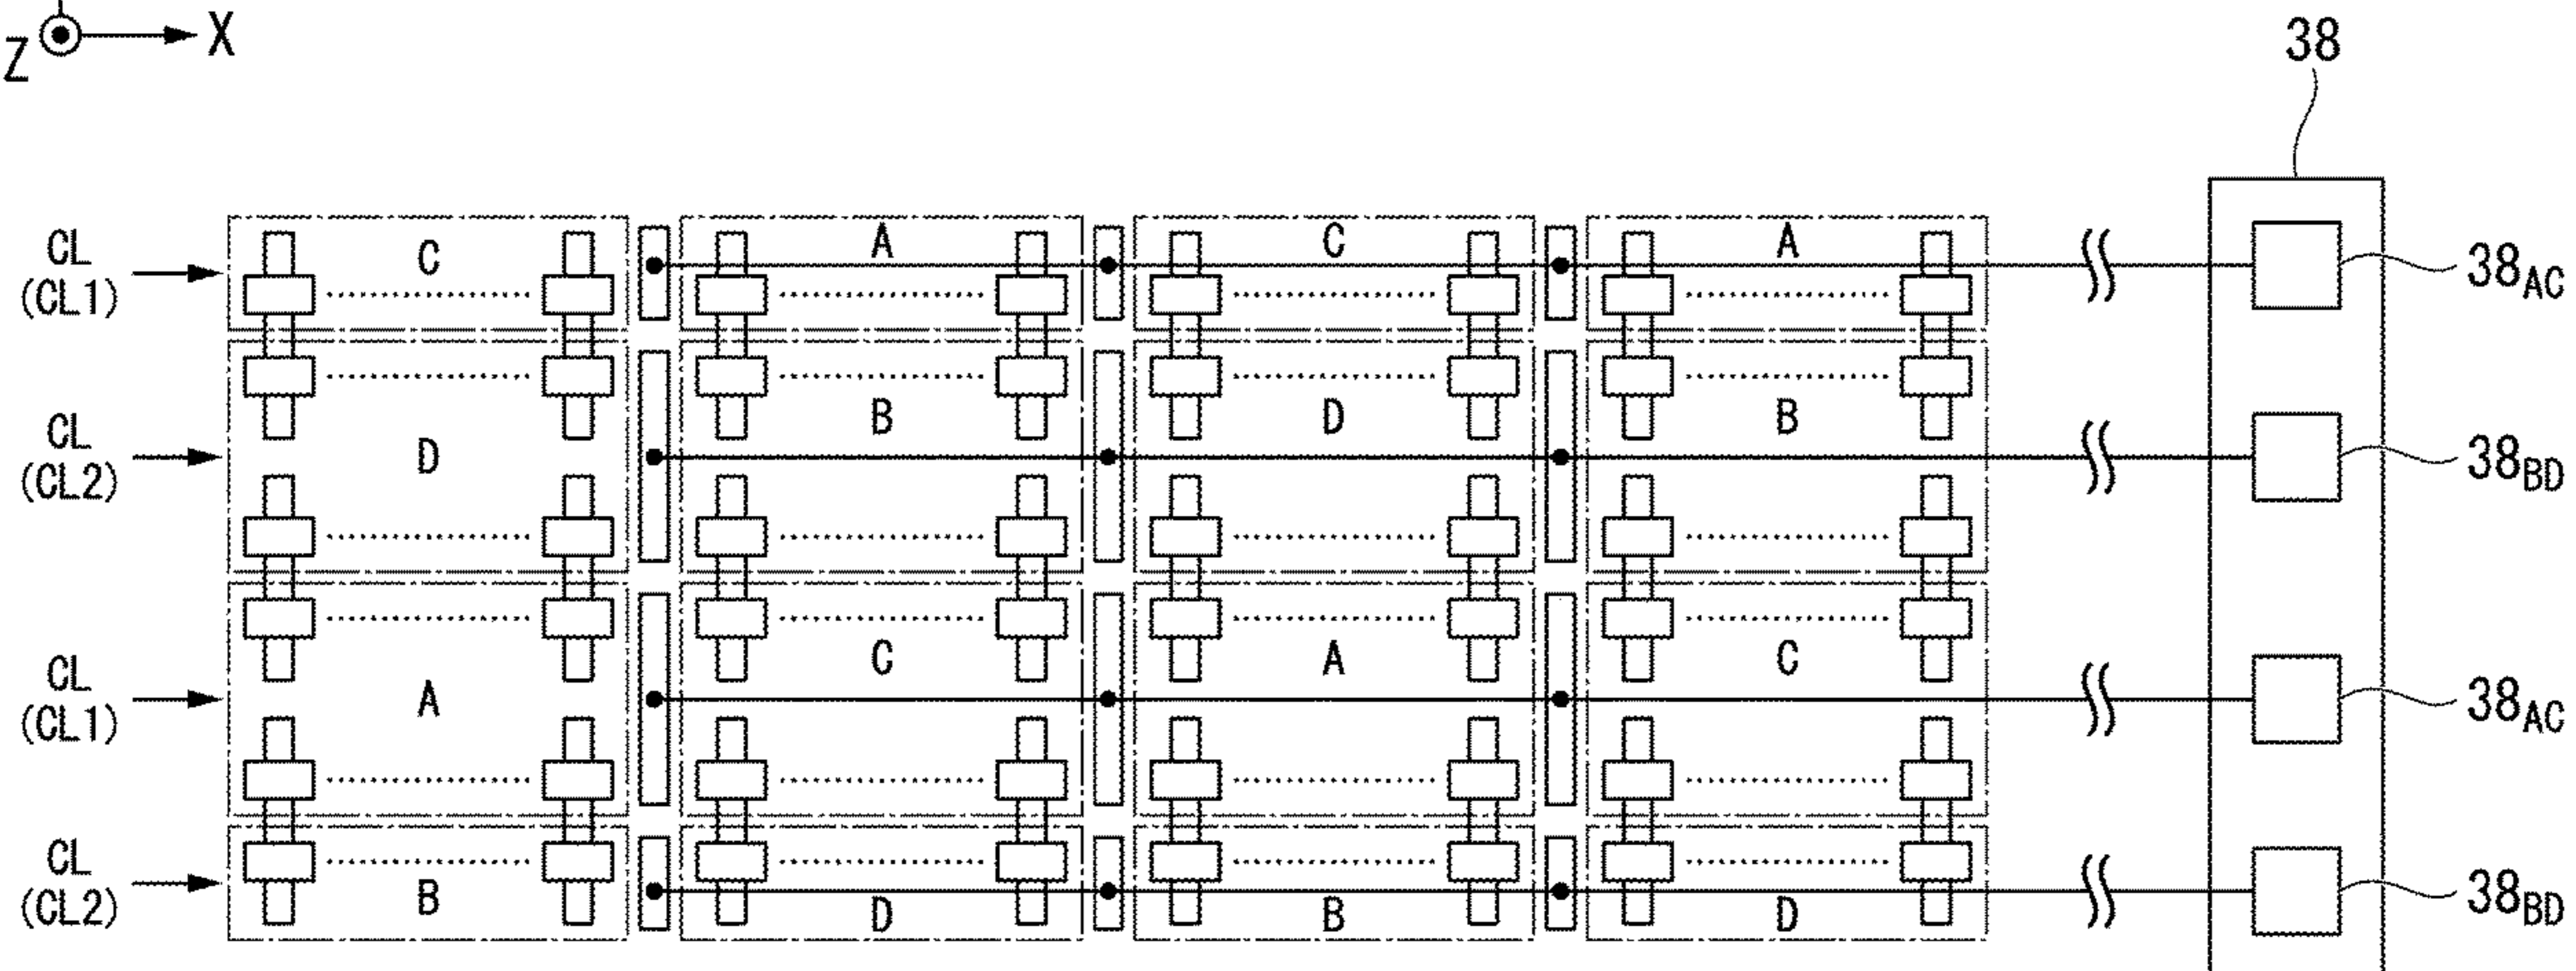 Z X
38
CL
(CL1)
C A C A
38AC
CL
(CL2)
D B D B
38BD
CL
(CL1)
A C A C
38AC
CL
(CL2)
B D B D
38BD